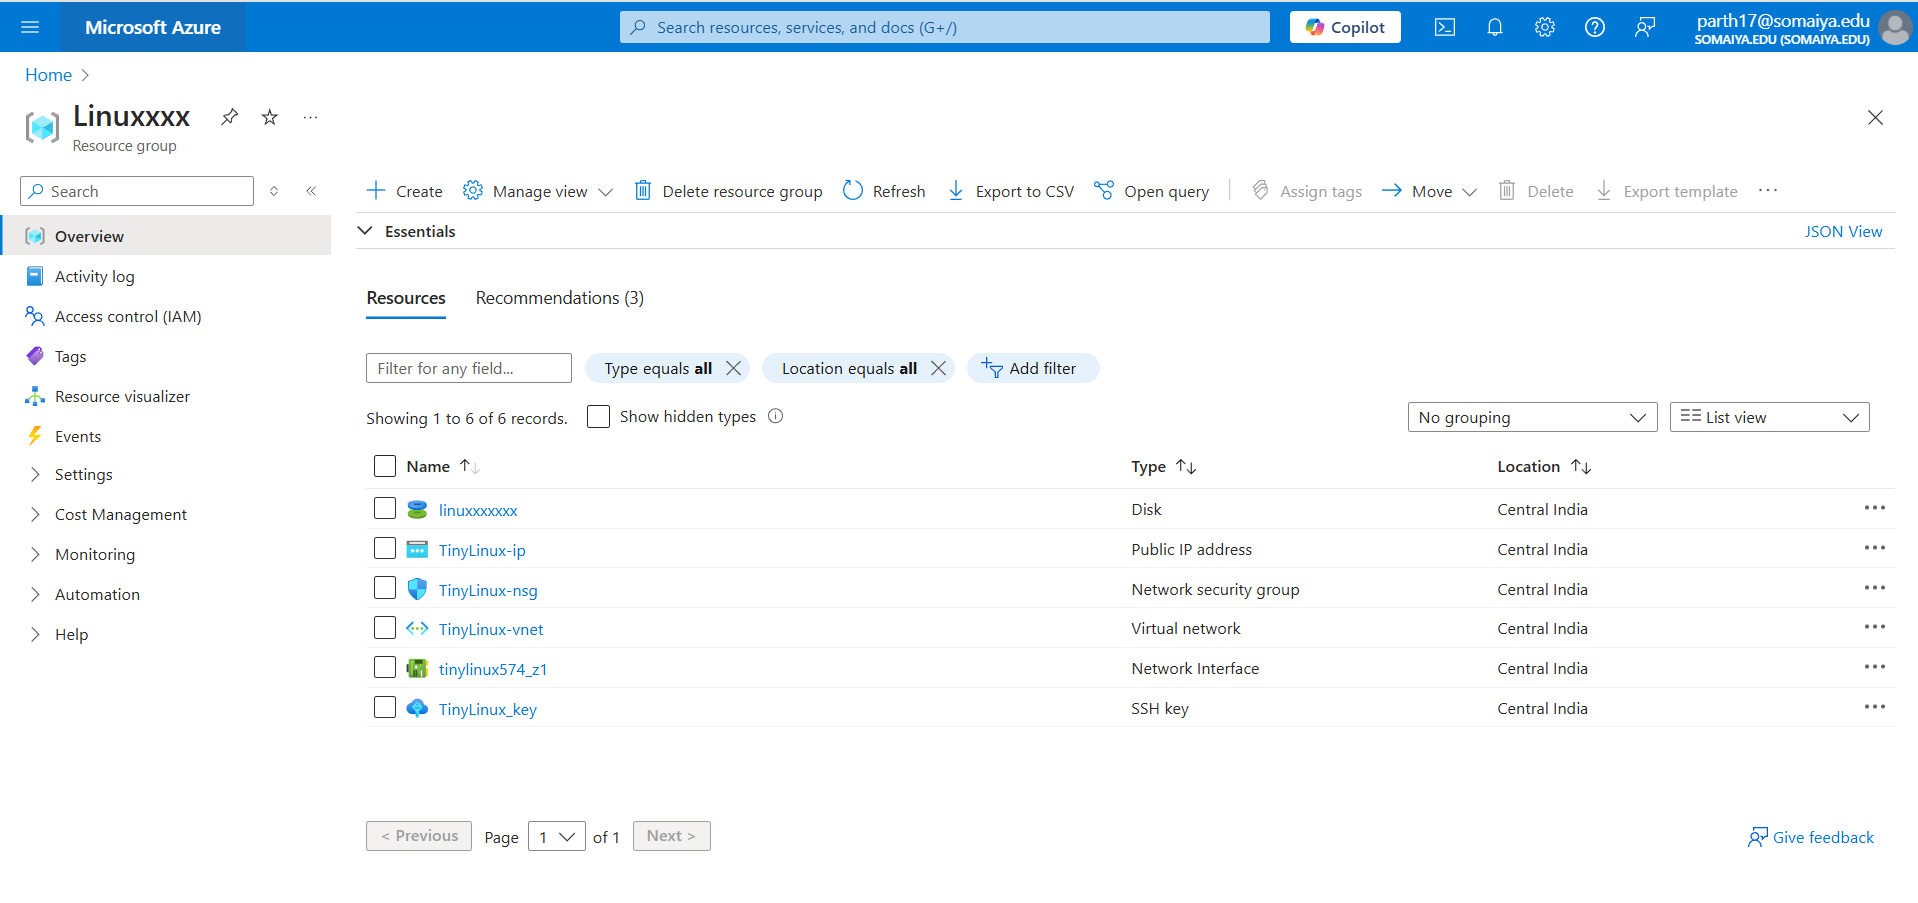 Microsoft Azure
Search resources, services, and docs (G+/)
Copilot
parth17@somaiya.edu
SOMAIYA.EDU (SOMAIYA.EDU)
Home
Linuxxxx
Resource group
Search
Create
Manage view
Delete resource group
Refresh
Export to CSV
Open query
Assign tags
Move
Delete
Export template
Overview
Activity log
Access control (IAM)
Tags
Resource visualizer
Events
Settings
Cost Management
Monitoring
Automation
Help
Essentials
JSON View
Resources
Recommendations (3)
Filter for any field...
Type equals all
Location equals all
Add filter
Showing 1 to 6 of 6 records.
Show hidden types
No grouping
List view
Name Type Location
linuxxxxxxx Disk Central India
TinyLinux-ip Public IP address Central India
TinyLinux-nsg Network security group Central India
TinyLinux-vnet Virtual network Central India
tinylinux574_z1 Network Interface Central India
TinyLinux_key SSH key Central India
< Previous Page 1 of 1 Next >
Give feedback